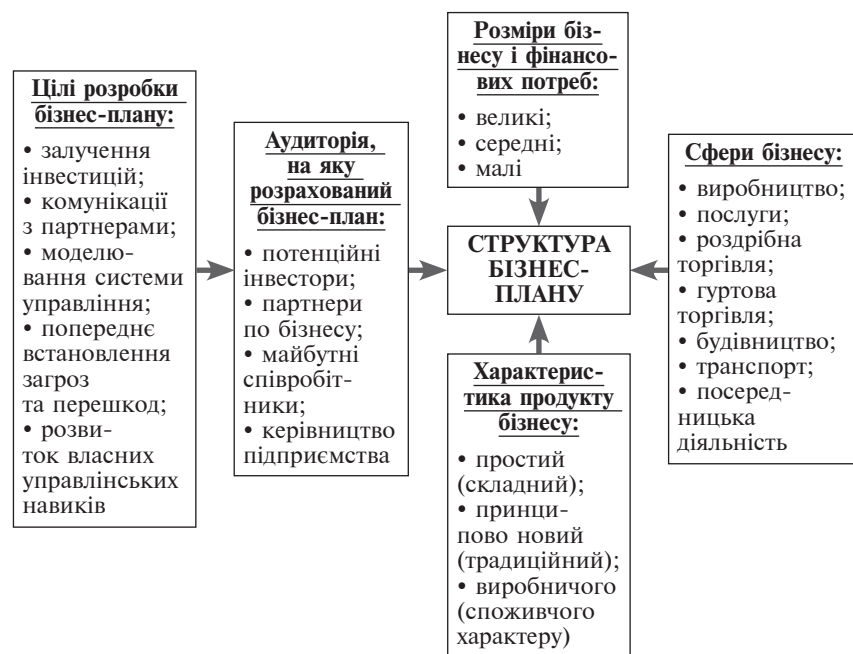 Цілі розробки
бізнес-плану:
• залучення
інвестицій;
• комунікації
з партнерами;
• моделю-
вання системи
управління;
• попереднє
встановлення
загроз
та перешкод;
• розви-
ток власних
управлінських
навиків
Аудиторія,
на яку
розрахований
бізнес-план:
• потенційні
інвестори;
• партнери
по бізнесу;
• майбутні
співробіт-
ники;
• керівництво
підприємства
Розміри біз-
несу і фінансо-
вих потреб:
• великі;
• середні;
• малі
СТРУКТУРА
БІЗНЕС-
ПЛАНУ
Характерис-
тика продукту
бізнесу:
• простий
(складний);
• принци-
пово новий
(традиційний);
• виробничого
(споживчого
характеру)
Сфери бізнесу:
• виробництво;
• послуги;
• роздрібна
торгівля;
• гуртова
торгівля;
• будівництво;
• транспорт;
• посеред-
ницька
діяльність